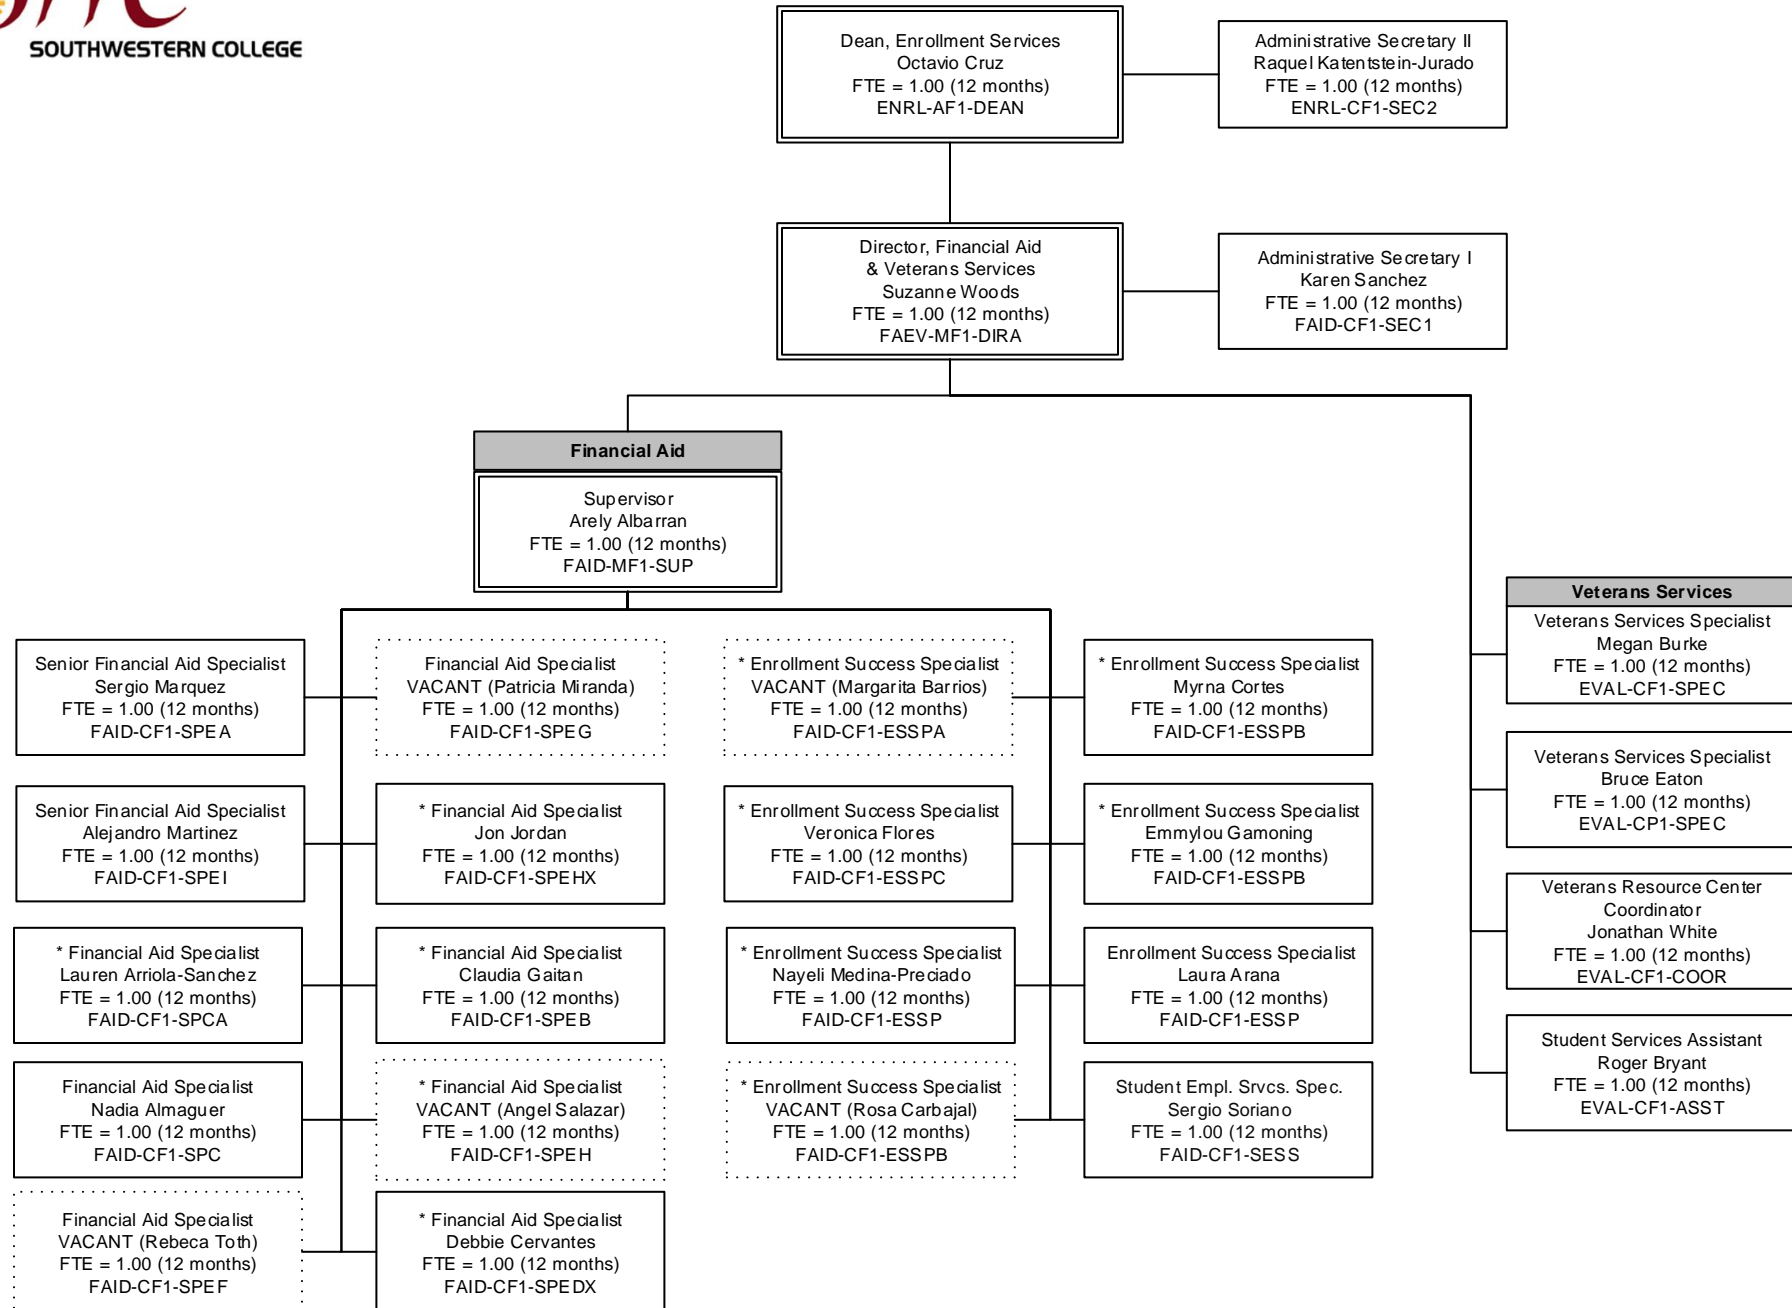 SOUTHWESTERN COLLEGE
Dean, Enrollment Services
Octavio Cruz
FTE = 1.00 (12 months)
ENRL-AF1-DEAN
Administrative Secretary II
Raquel Katentstein-Jurado
FTE = 1.00 (12 months)
ENRL-CF1-SEC2
Director, Financial Aid
& Veterans Services
Suzanne Woods
FTE = 1.00 (12 months)
FAEV-MF1-DIRA
Administrative Secretary I
Karen Sanchez
FTE = 1.00 (12 months)
FAID-CF1-SEC1
Financial Aid
Supervisor
Arely Albarran
FTE = 1.00 (12 months)
FAID-MF1-SUP
Senior Financial Aid Specialist
Sergio Marquez
FTE = 1.00 (12 months)
FAID-CF1-SPEA
Financial Aid Specialist
VACANT (Patricia Miranda)
FTE = 1.00 (12 months)
FAID-CF1-SPEG
* Enrollment Success Specialist
VACANT (Margarita Barrios)
FTE = 1.00 (12 months)
FAID-CF1-ESSPA
* Enrollment Success Specialist
Myrna Cortes
FTE = 1.00 (12 months)
FAID-CF1-ESSPB
Senior Financial Aid Specialist
Alejandro Martinez
FTE = 1.00 (12 months)
FAID-CF1-SPEI
* Financial Aid Specialist
Jon Jordan
FTE = 1.00 (12 months)
FAID-CF1-SPEHX
* Enrollment Success Specialist
Veronica Flores
FTE = 1.00 (12 months)
FAID-CF1-ESSPC
* Enrollment Success Specialist
Emmylou Gamoning
FTE = 1.00 (12 months)
FAID-CF1-ESSPB
* Financial Aid Specialist
Lauren Arriola-Sanchez
FTE = 1.00 (12 months)
FAID-CF1-SPCA
* Financial Aid Specialist
Claudia Gaitan
FTE = 1.00 (12 months)
FAID-CF1-SPEB
* Enrollment Success Specialist
Nayeli Medina-Preciado
FTE = 1.00 (12 months)
FAID-CF1-ESSP
Enrollment Success Specialist
Laura Arana
FTE = 1.00 (12 months)
FAID-CF1-ESSP
Financial Aid Specialist
Nadia Almaguer
FTE = 1.00 (12 months)
FAID-CF1-SPC
* Financial Aid Specialist
VACANT (Angel Salazar)
FTE = 1.00 (12 months)
FAID-CF1-SPEH
* Enrollment Success Specialist
VACANT (Rosa Carbajal)
FTE = 1.00 (12 months)
FAID-CF1-ESSPB
Student Empl. Srvcs. Spec.
Sergio Soriano
FTE = 1.00 (12 months)
FAID-CF1-SESS
Financial Aid Specialist
VACANT (Rebeca Toth)
FTE = 1.00 (12 months)
FAID-CF1-SPEF
* Financial Aid Specialist
Debbie Cervantes
FTE = 1.00 (12 months)
FAID-CF1-SPEDX
Veterans Services
Veterans Services Specialist
Megan Burke
FTE = 1.00 (12 months)
EVAL-CF1-SPEC
Veterans Services Specialist
Bruce Eaton
FTE = 1.00 (12 months)
EVAL-CP1-SPEC
Veterans Resource Center
Coordinator
Jonathan White
FTE = 1.00 (12 months)
EVAL-CF1-COOR
Student Services Assistant
Roger Bryant
FTE = 1.00 (12 months)
EVAL-CF1-ASST